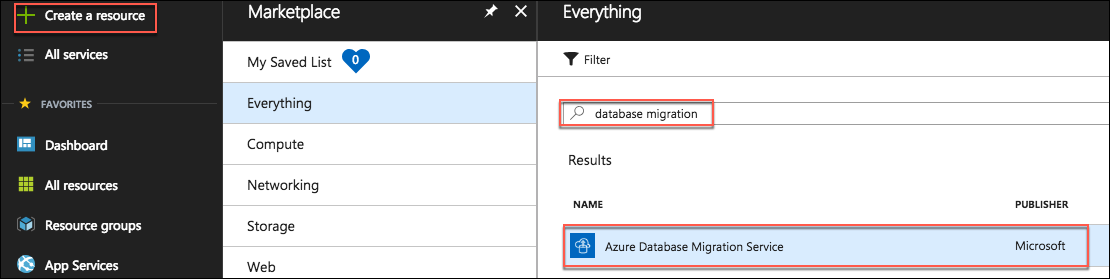 Create a resource
All services
FAVORITES
Dashboard
All resources
Resource groups
App Services
Marketplace
My Saved List 0
Everything
Compute
Networking
Storage
Web
Everything
Filter
database migration
Results
NAME PUBLISHER
Azure Database Migration Service Microsoft